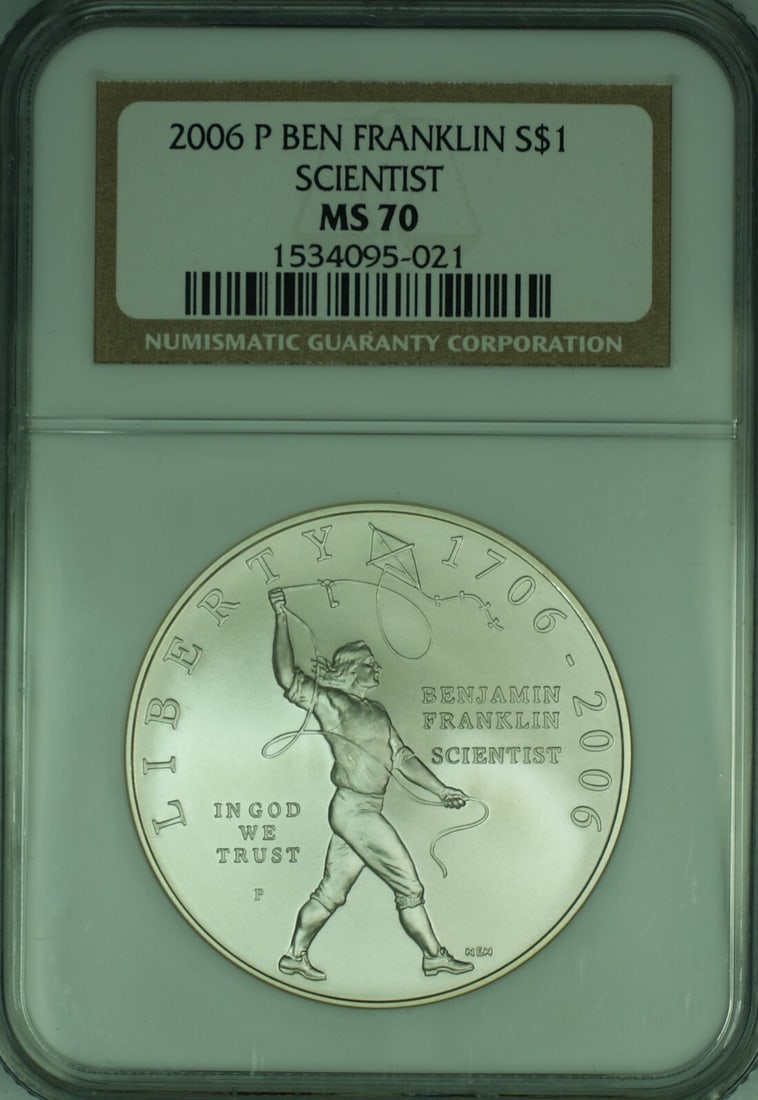 2006 P BEN FRANKLIN S$1
SCIENTIST
MS 70
1534095-021
NUMISMATIC GUARANTY CORPORATION
LIBERTY 1706-2006
BENJAMIN
FRANKLIN
SCIENTIST
IN GOD
WE
TRUST
P
NEN